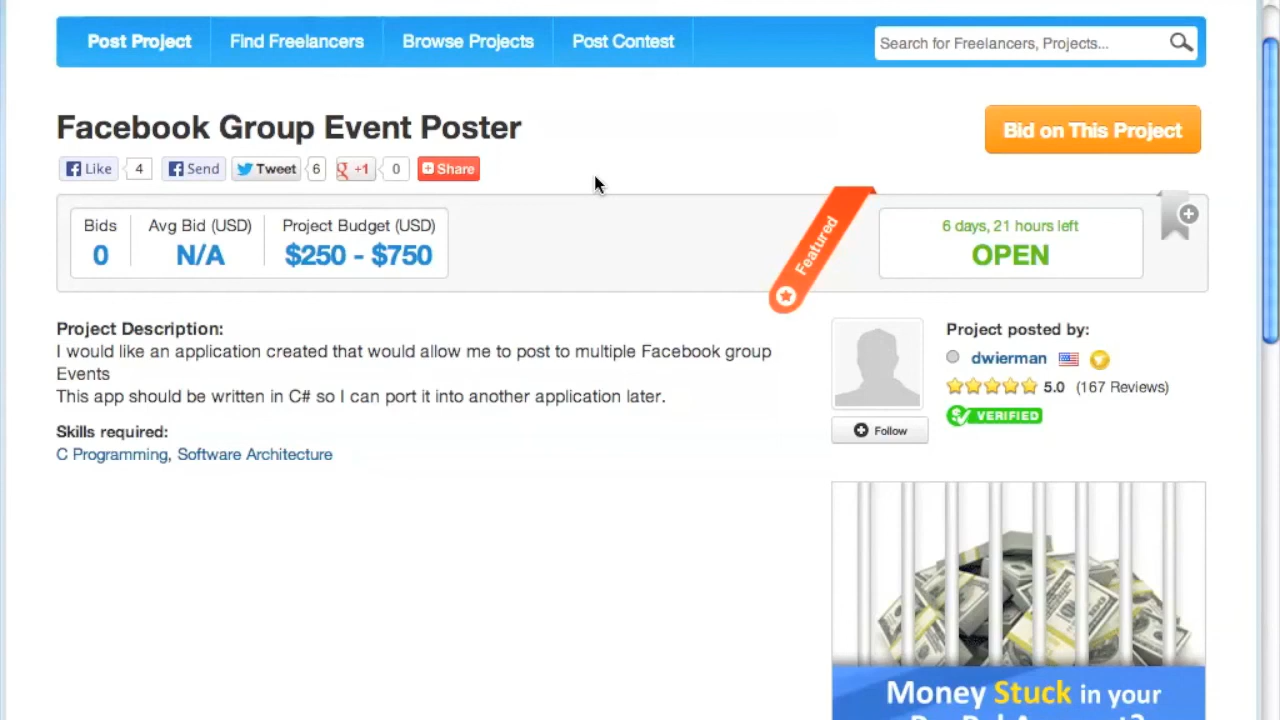 Post Project Find Freelancers Browse Projects Post Contest Search for Freelancers, Projects...
Facebook Group Event Poster
Bid on This Project
Like 4 Send Tweet 6 +1 0 Share
Bids Avg Bid (USD) Project Budget (USD)
0 N/A $250 - $750
Featured
6 days, 21 hours left
OPEN
Project Description:
I would like an application created that would allow me to post to multiple Facebook group
Events
This app should be written in C# so I can port it into another application later.
Skills required:
C Programming, Software Architecture
Project posted by:
dwierman
5.0 (167 Reviews)
VERIFIED
Follow
Money Stuck in your